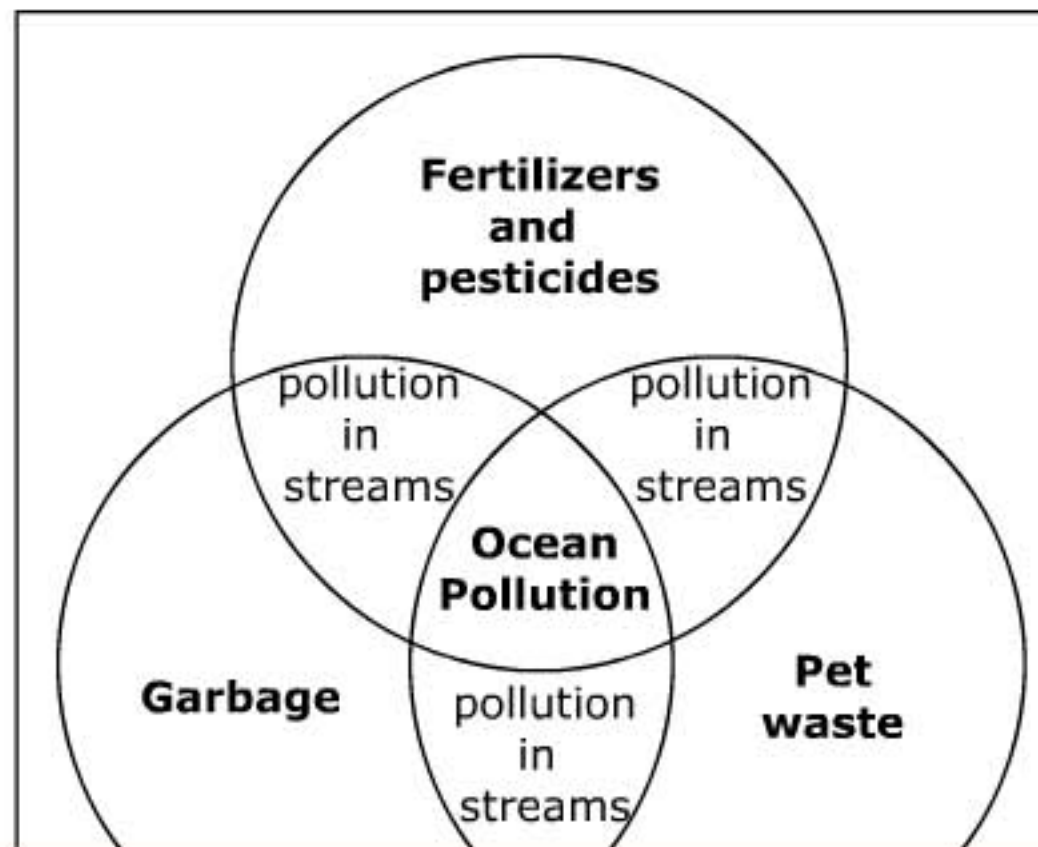 Fertilizers
and
pesticides
pollution
in
streams
pollution
in
streams
Ocean
Pollution
Garbage
pollution
in
streams
Pet
waste